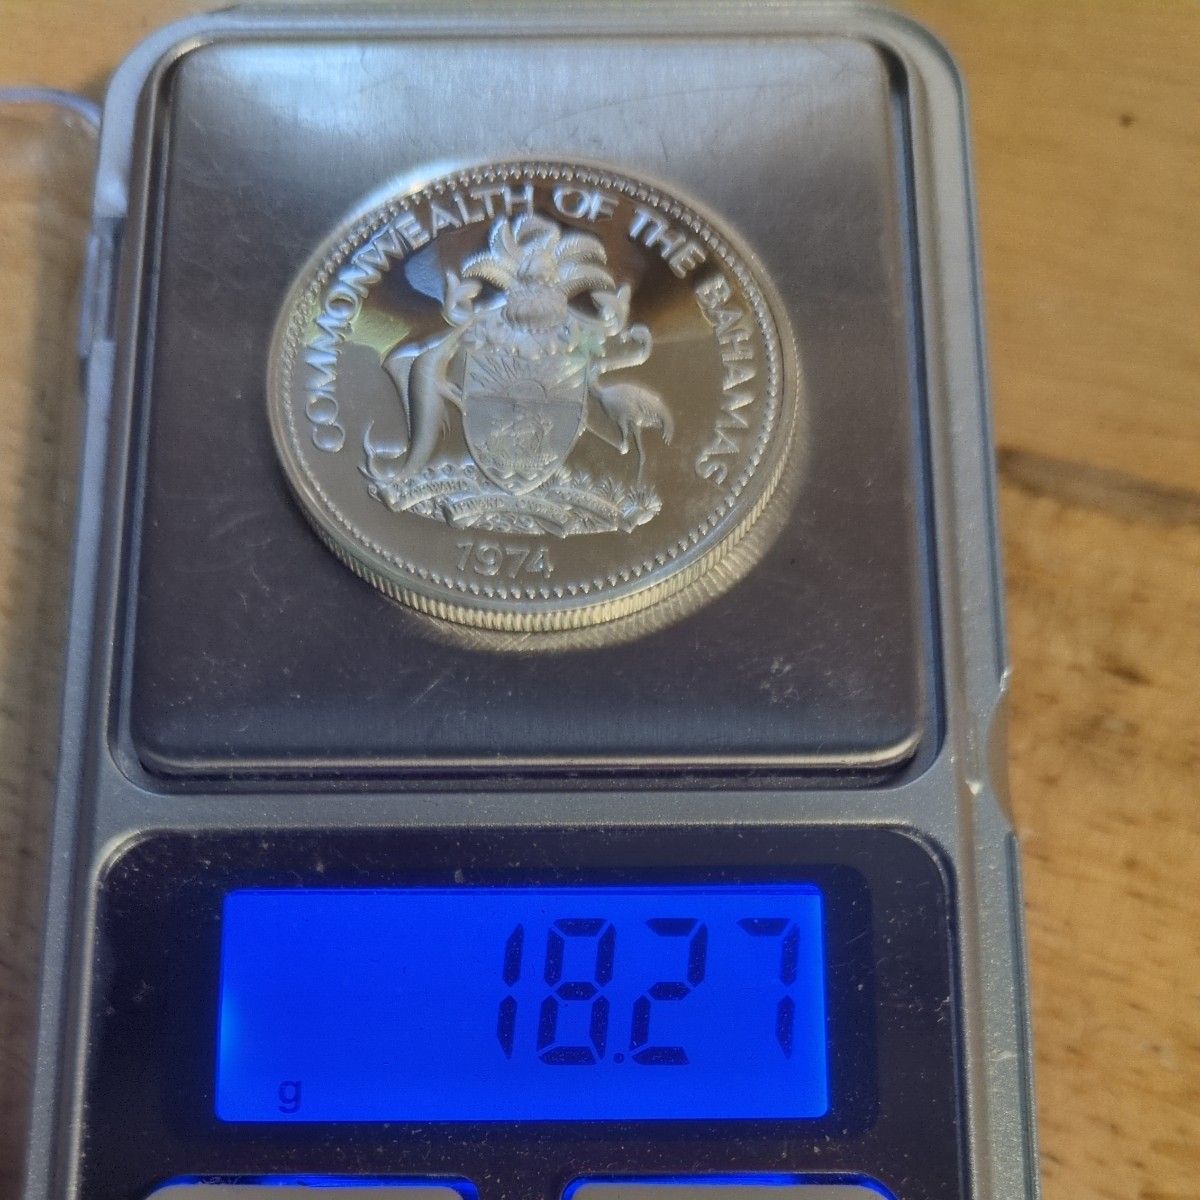 COMMONWEALTH OF THE BAHAMAS
1974
18.27
g